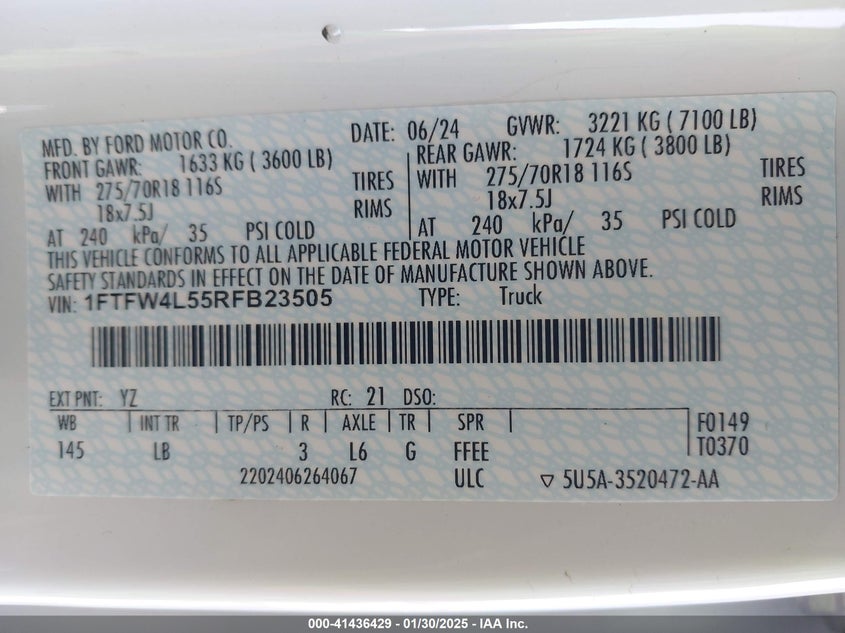 MFD. BY FORD MOTOR CO. DATE: 06/24 GVWR: 3221 KG ( 7100 LB)
FRONT GAWR: 1633 KG ( 3600 LB) REAR GAWR: 1724 KG ( 3800 LB)
WITH 275/70R18 116S TIRES WITH 275/70R18 116S TIRES
18x7.5J RIMS 18x7.5J RIMS
AT 240 kPa/ 35 PSI COLD AT 240 kPa/ 35 PSI COLD
THIS VEHICLE CONFORMS TO ALL APPLICABLE FEDERAL MOTOR VEHICLE
SAFETY STANDARDS IN EFFECT ON THE DATE OF MANUFACTURE SHOWN ABOVE.
VIN: 1FTFW4L55RFB23505 TYPE: Truck
EXT PNT: YZ RC: 21 DSO:
WB INT TR TP/PS R AXLE TR SPR F0149
145 LB 3 L6 G FFEE T0370
2202406264067 ULC ▽ 5U5A-3520472-AA
000-41436429 - 01/30/2025 - IAA Inc.